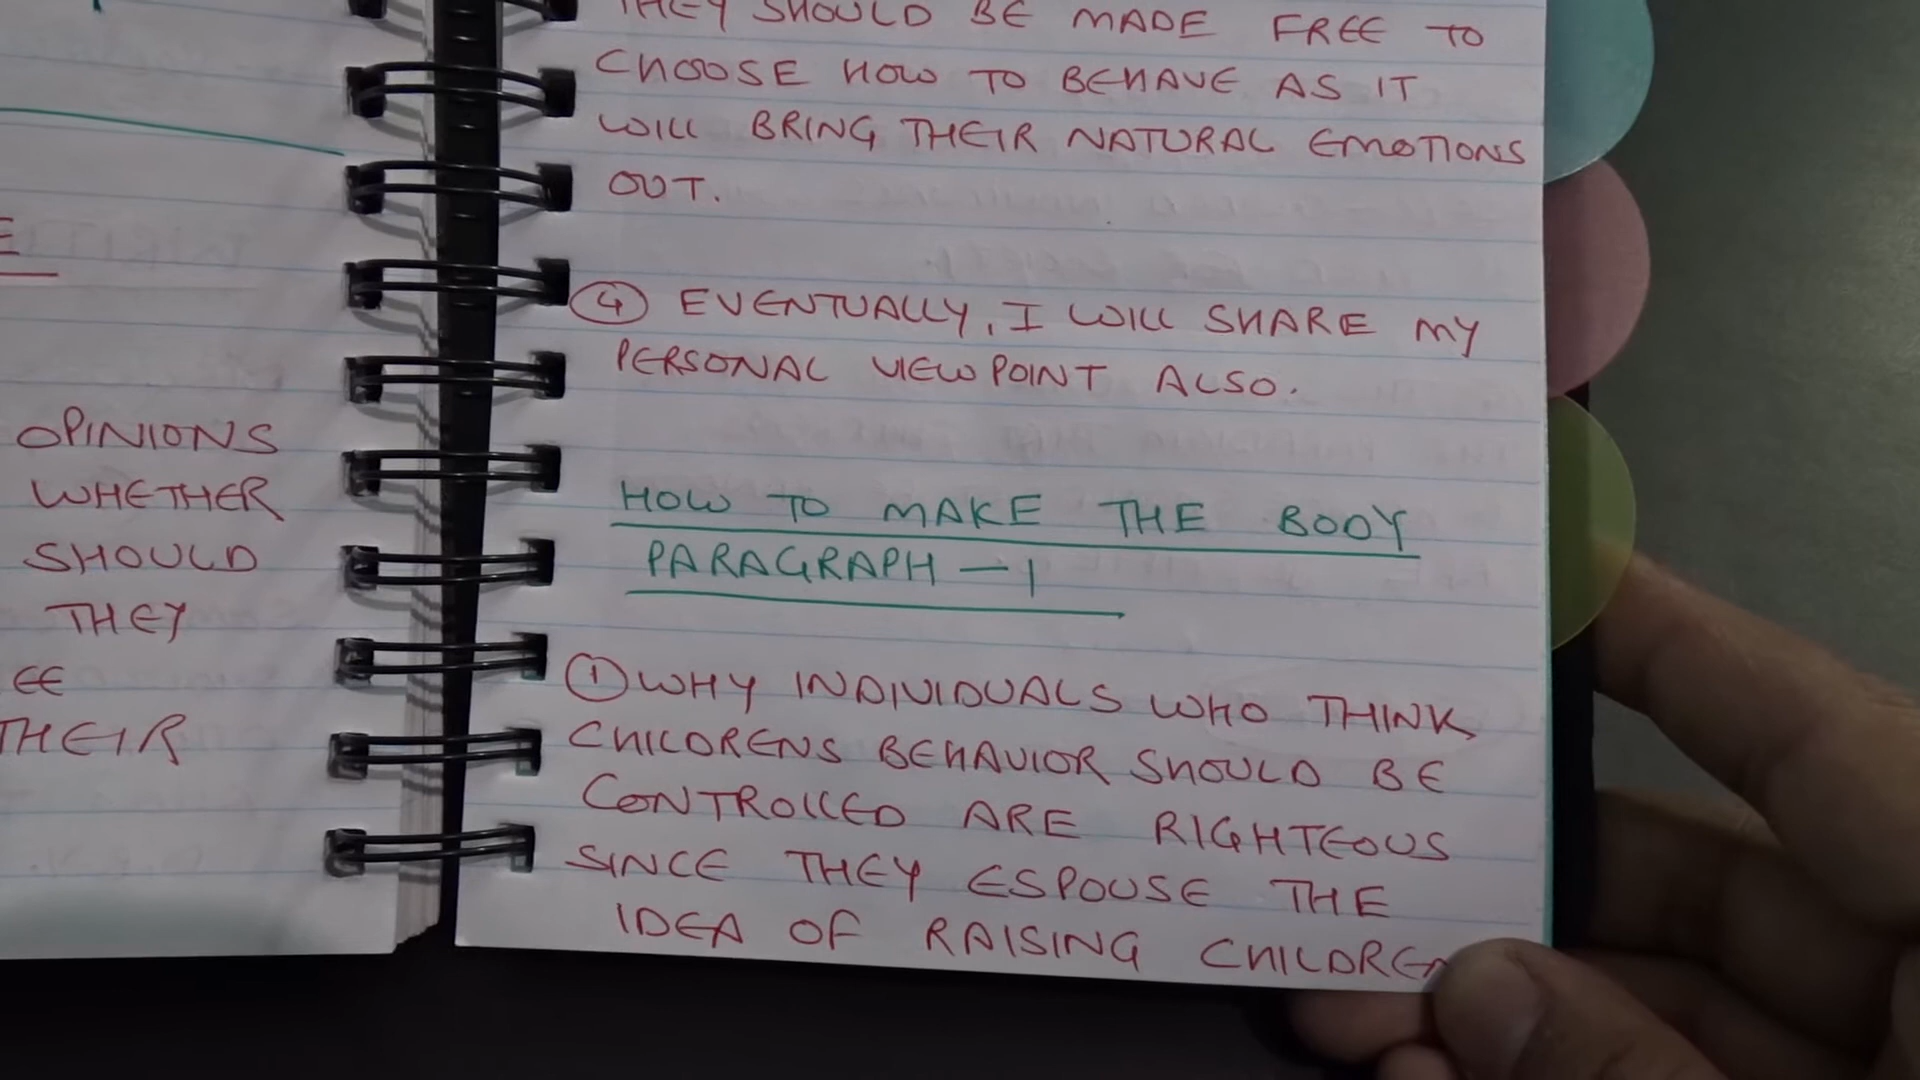 E
OPINIONS
WHETHER
SHOULD
THEY
EE
THEIR
THEY SHOULD BE MADE FREE TO
CHOOSE HOW TO BEHAVE AS IT
WILL BRING THEIR NATURAL EMOTIONS
OUT.
④ EVENTUALLY, I WILL SHARE MY
PERSONAL VIEWPOINT ALSO.
HOW TO MAKE THE BODY
PARAGRAPH - 1
① WHY INDIVIDUALS WHO THINK
CHILDRENS BEHAVIOR SHOULD BE
CONTROLLED ARE RIGHTEOUS
SINCE THEY ESPOUSE THE
IDEA OF RAISING CHILDREN